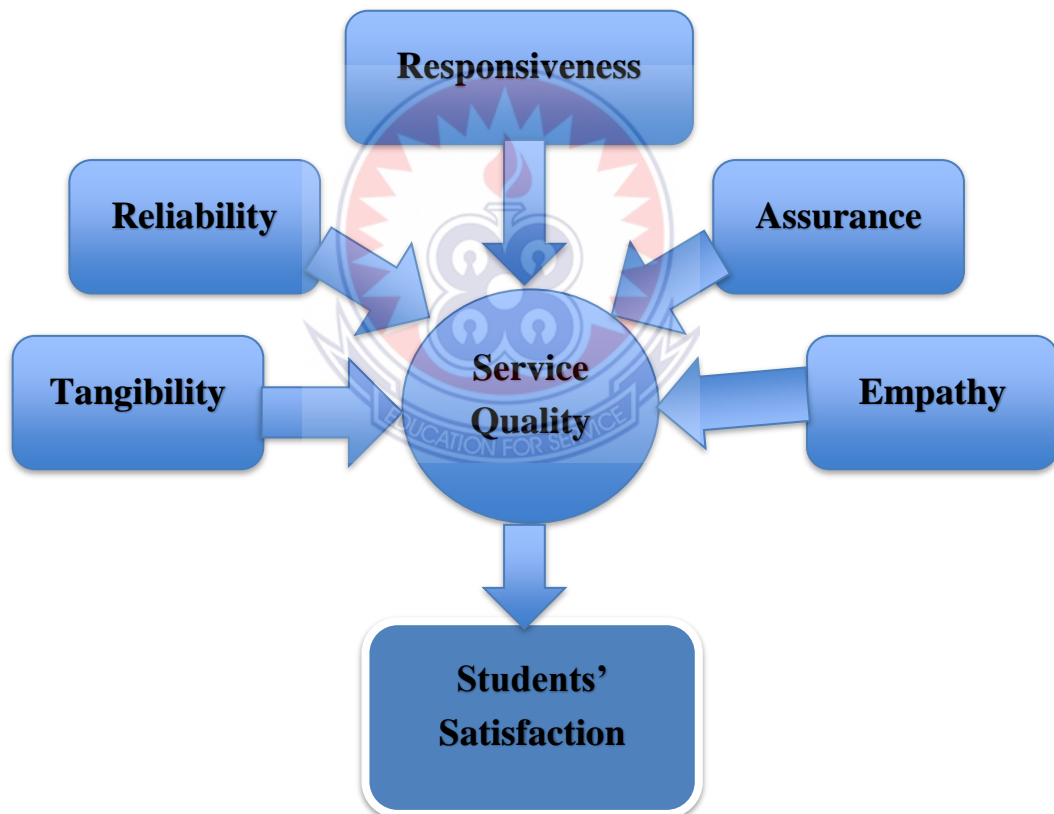 Responsiveness
Reliability
Assurance
Tangibility
Service
Quality
Empathy
EDUCATION FOR SERVICE
Students’
Satisfaction